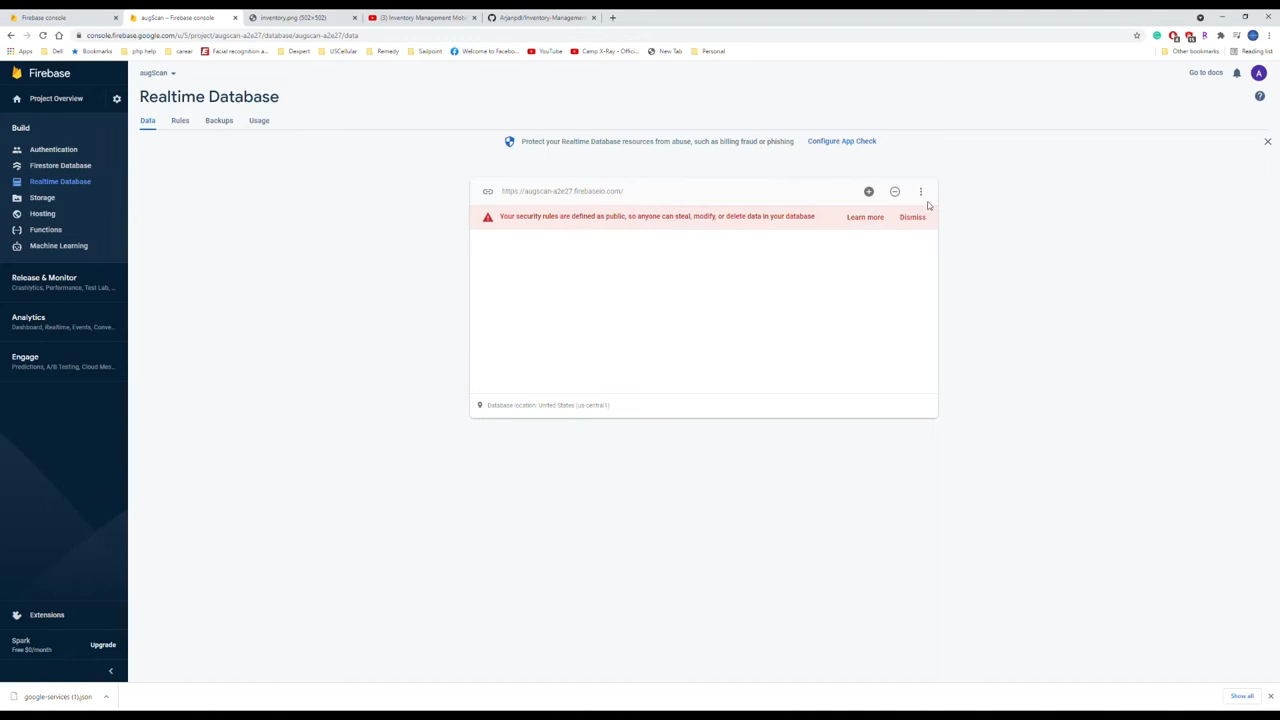 Firebase console
augScan – Firebase console
inventory.png (502×502)
(3) Inventory Management Mob
Arjanpdl/Inventory-Managemen
console.firebase.google.com/u/5/project/augscan-a2e27/database/augscan-a2e27/data
Apps
Dell
Bookmarks
php help
carear
Facial recognition a...
Dexpert
USCellular
Remedy
Sailpoint
Welcome to Facebo...
YouTube
Camp X-Ray - Offici...
New Tab
Personal
Other bookmarks
Reading list
Firebase
augScan
Go to docs
A
Project Overview
Realtime Database
Build
Data
Rules
Backups
Usage
Protect your Realtime Database resources from abuse, such as billing fraud or phishing
Configure App Check
Authentication
Firestore Database
Realtime Database
Storage
Hosting
Functions
Machine Learning
https://augscan-a2e27.firebaseio.com/
Your security rules are defined as public, so anyone can steal, modify, or delete data in your database
Learn more
Dismiss
Release & Monitor
Crashlytics, Performance, Test Lab, ...
Analytics
Dashboard, Realtime, Events, Conve...
Engage
Predictions, A/B Testing, Cloud Mes...
Database location: United States (us-central1)
Extensions
Spark
Free $0/month
Upgrade
google-services (1).json
Show all